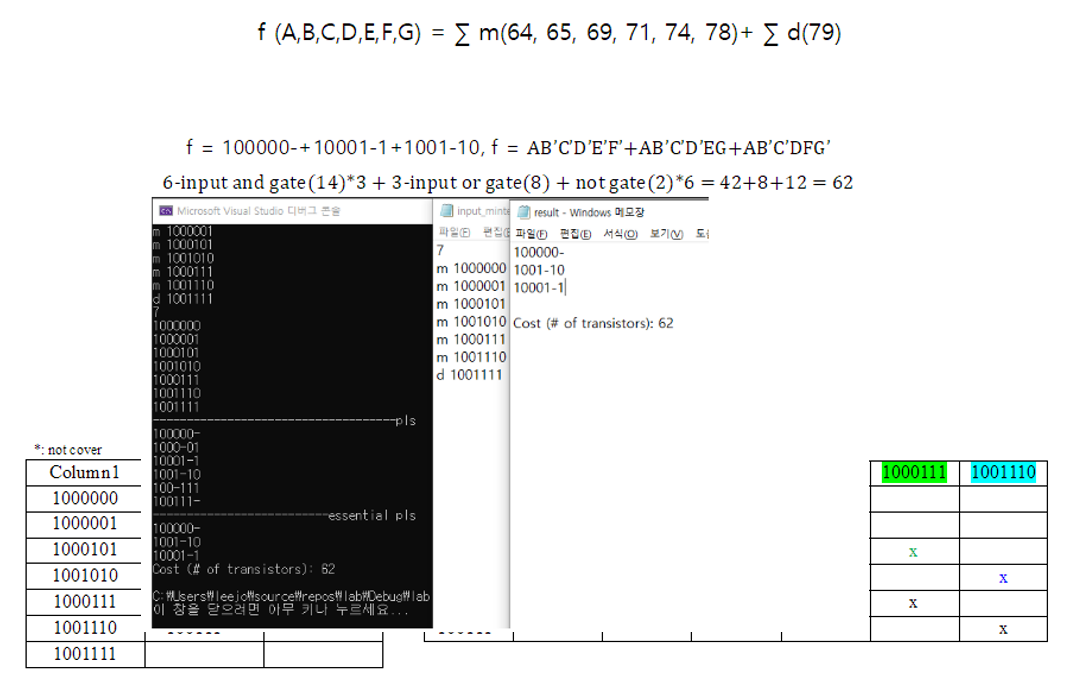 f (A,B,C,D,E,F,G) = ∑ m(64, 65, 69, 71, 74, 78)+ ∑ d(79)
f = 100000-+10001-1+1001-10, f = AB'C'D'E'F'+AB'C'D'EG+AB'C'DFG'
6-input and gate(14)*3 + 3-input or gate(8) + not gate(2)*6 = 42+8+12 = 62
Microsoft Visual Studio 디버그 콘솔
m 1000001
m 1000101
m 1001010
m 1000111
m 1001110
d 1001111
7
1000000
1000001
1000101
1001010
1000111
1001110
1001111
-----------------------------------pIs
100000-
1000-01
10001-1
1001-10
100-111
100111-
-------------------------essential pIs
100000-
1001-10
10001-1
Cost (# of transistors): 62
C:\Users\leejo\source\repos\lab\Debug\lab
이 창을 닫으려면 아무 키나 누르세요...
input_minte
파일(F) 편집(E
7
m 1000000
m 1000001
m 1000101
m 1001010
m 1000111
m 1001110
d 1001111
result - Windows 메모장
파일(F) 편집(E) 서식(O) 보기(V)
100000-
1001-10
10001-1
Cost (# of transistors): 62
*: not cover
Column1
1000000
1000001
1000101
1001010
1000111
1001110
1001111
1000111 1001110
x
x
x
x